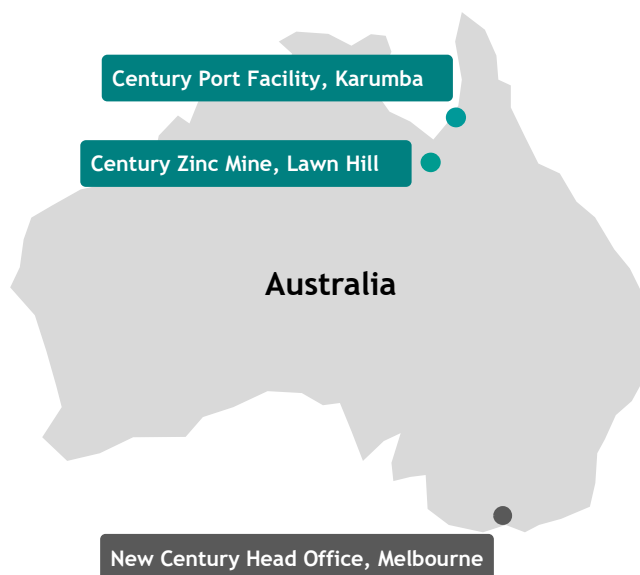 Century Port Facility, Karumba
Century Zinc Mine, Lawn Hill
Australia
New Century Head Office, Melbourne